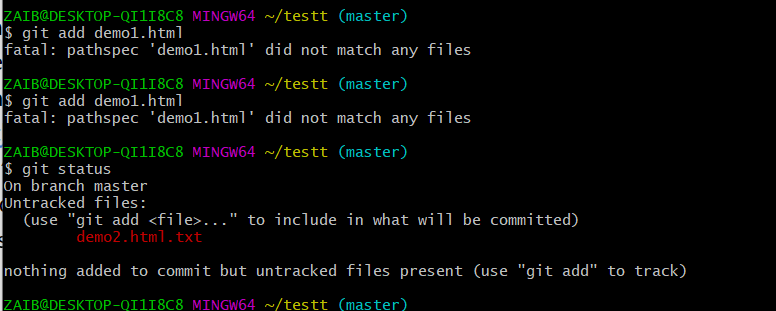 ZAIB@DESKTOP-QI1I8C8 MINGW64 ~/testt (master)
$ git add demo1.html
fatal: pathspec 'demo1.html' did not match any files
ZAIB@DESKTOP-QI1I8C8 MINGW64 ~/testt (master)
$ git add demo1.html
fatal: pathspec 'demo1.html' did not match any files
ZAIB@DESKTOP-QI1I8C8 MINGW64 ~/testt (master)
$ git status
On branch master
Untracked files:
  (use "git add <file>..." to include in what will be committed)
        demo2.html.txt
nothing added to commit but untracked files present (use "git add" to track)
ZAIB@DESKTOP-QI1I8C8 MINGW64 ~/testt (master)